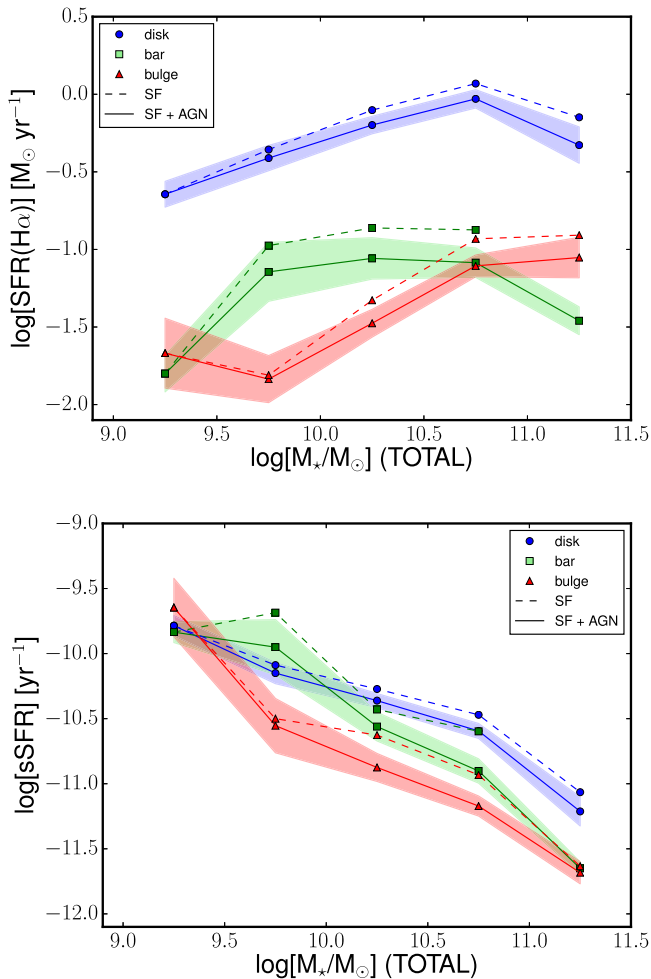 0.5
0.0
−0.5
−1.0
−1.5
−2.0
log[SFR(Hα)] [M⊙ yr⁻¹]
disk
bar
bulge
SF
SF + AGN
9.0 9.5 10.0 10.5 11.0 11.5
log[M⋆/M⊙] (TOTAL)
−9.0
−9.5
−10.0
−10.5
−11.0
−11.5
−12.0
log[sSFR] [yr⁻¹]
disk
bar
bulge
SF
SF + AGN
9.0 9.5 10.0 10.5 11.0 11.5
log[M⋆/M⊙] (TOTAL)